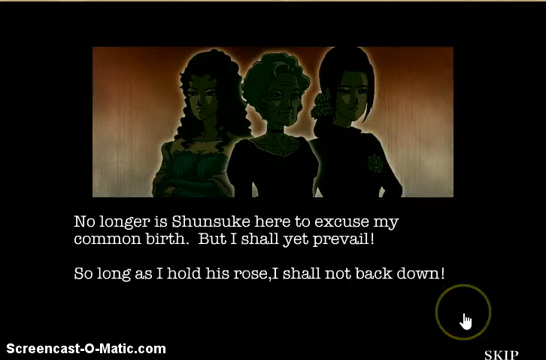 No longer is Shunsuke here to excuse my
common birth.  But I shall yet prevail!
So long as I hold his rose,I shall not back down!
Screencast-O-Matic.com
SKIP